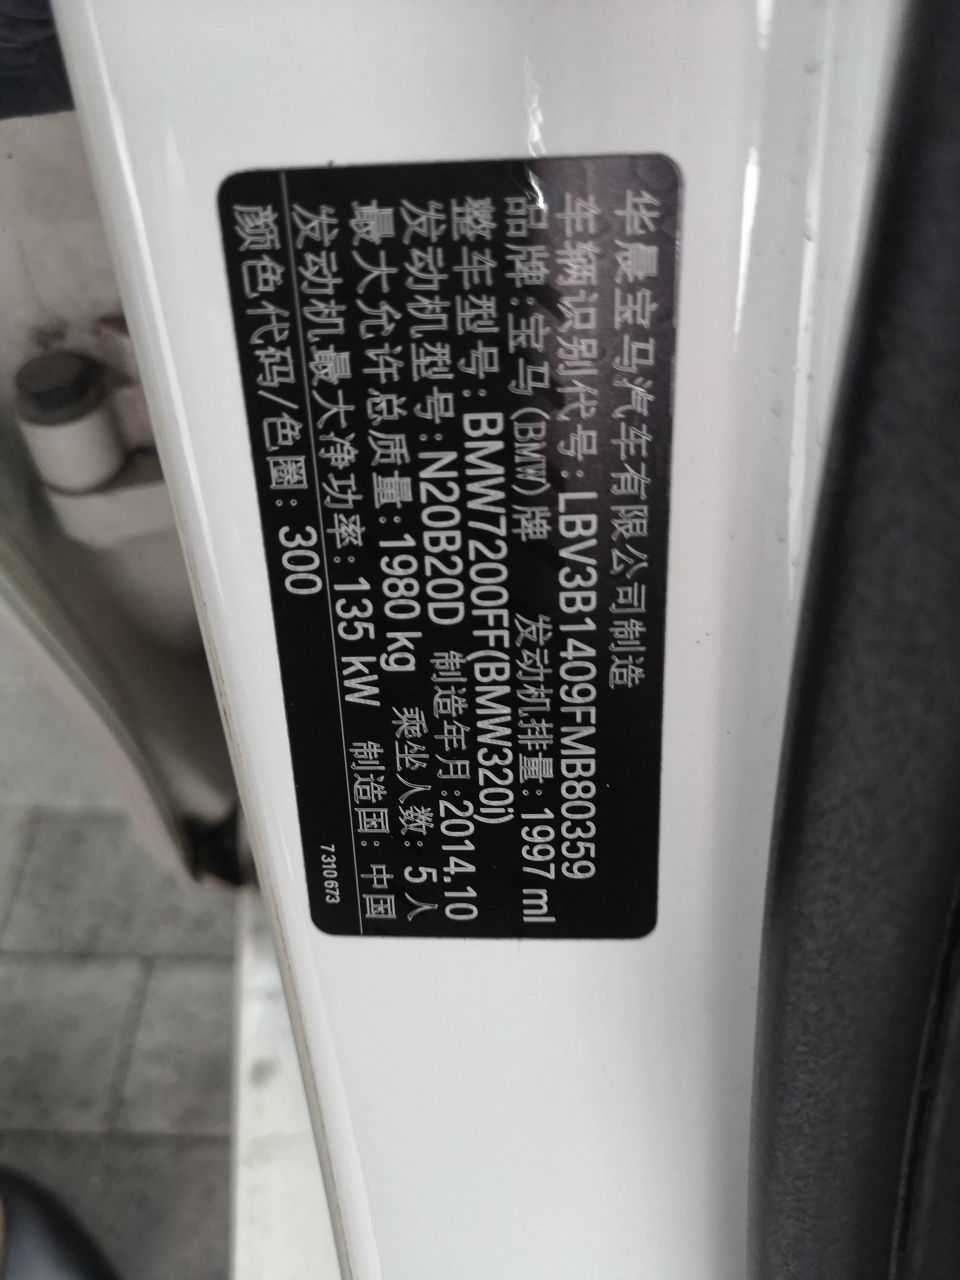 华晨宝马汽车有限公司制造
车辆识别代号：LBV3B1409FMB80359
品牌：宝马(BMW)牌 发动机排量：1997 ml
整车型号：BMW7200FF(BMW320i)
发动机型号：N20B20D 制造年月：2014.10
最大允许总质量：1980 kg 乘坐人数：5 人
发动机最大净功率：135 kW 制造国：中国
颜色代码/色圈：300
7310673